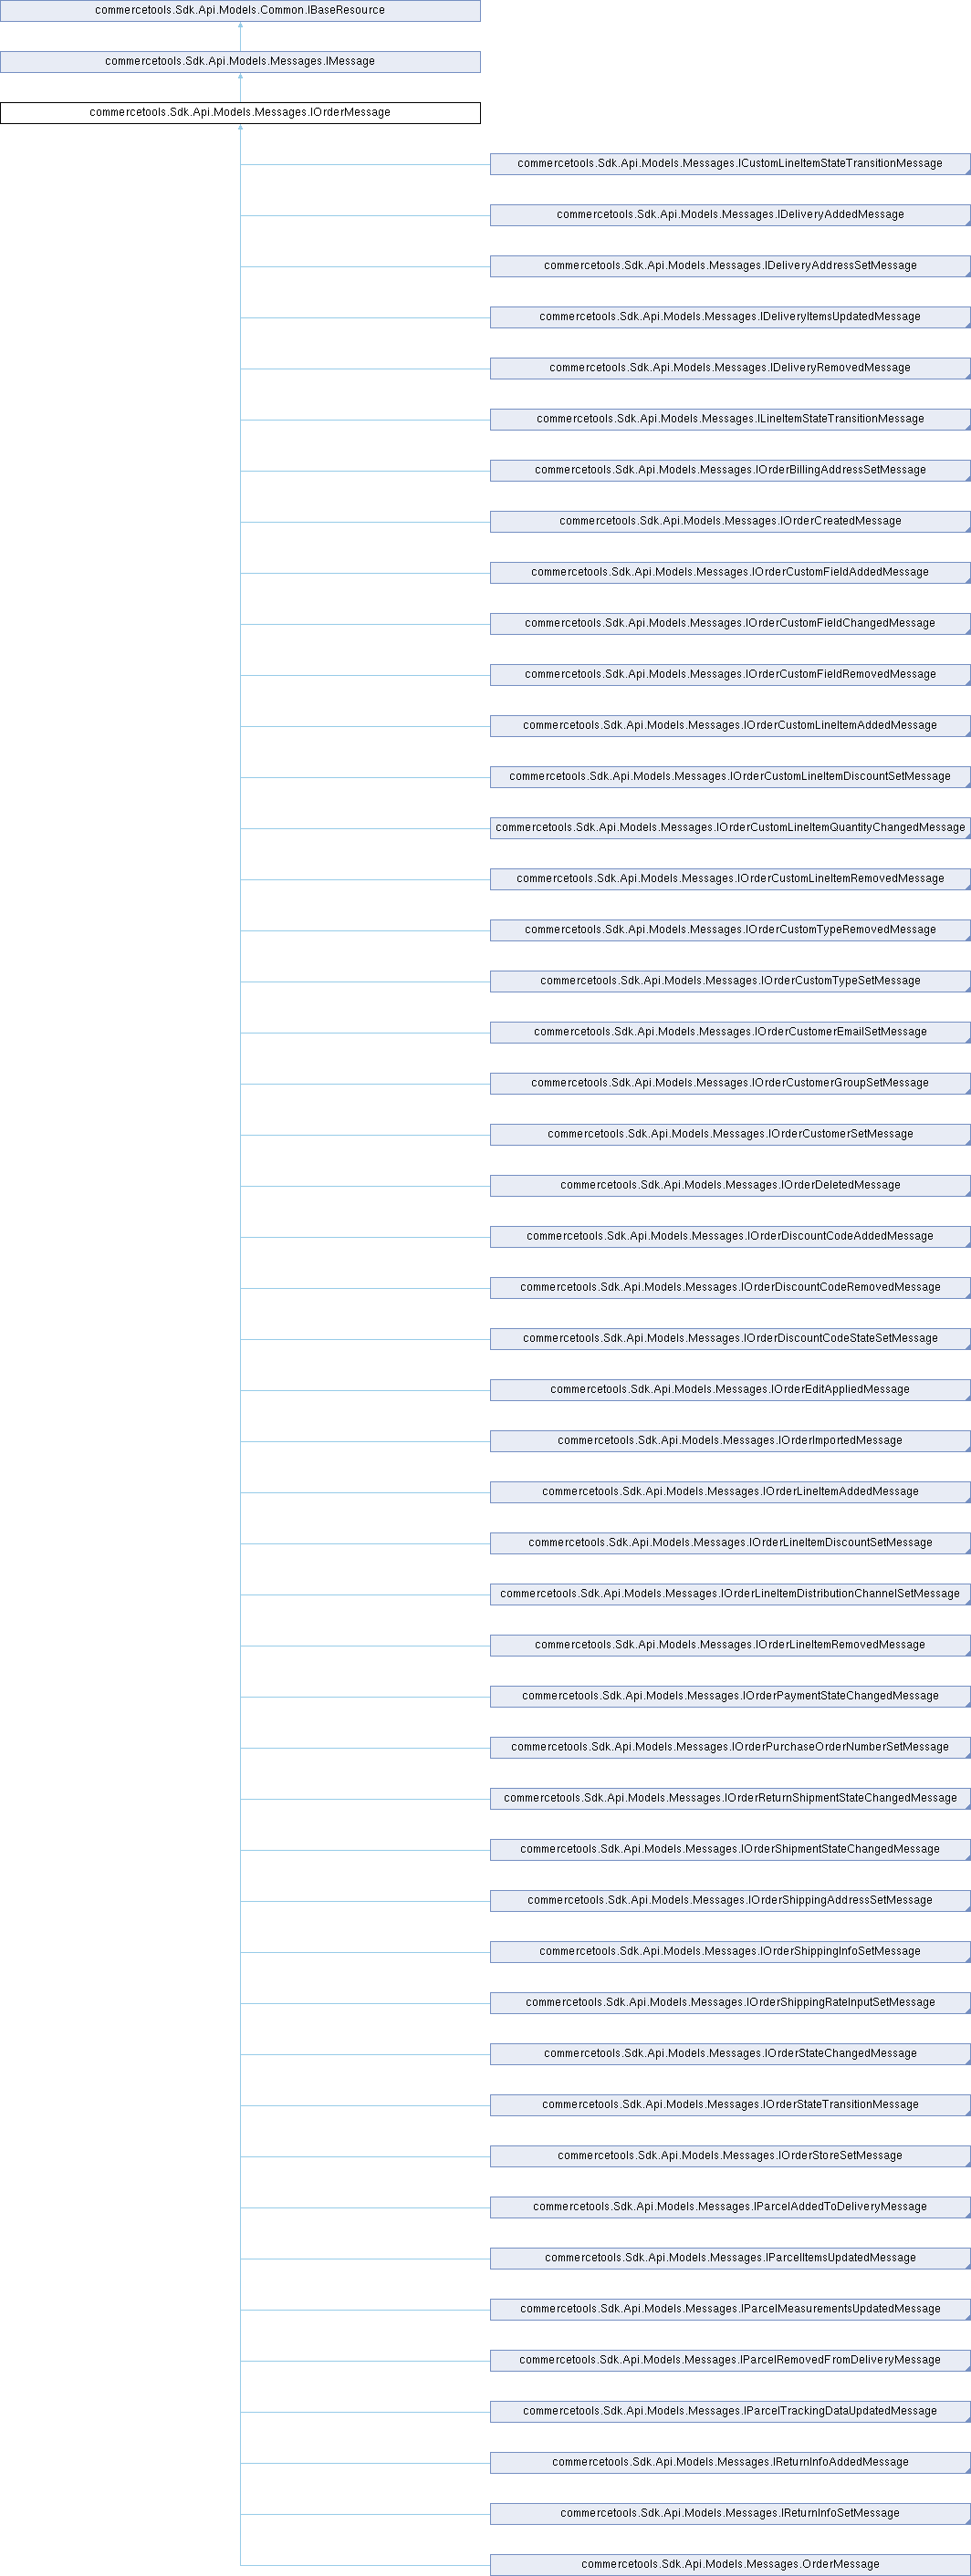 commercetools.Sdk.Api.Models.Common.IBaseResource
commercetools.Sdk.Api.Models.Messages.IMessage
commercetools.Sdk.Api.Models.Messages.IOrderMessage
commercetools.Sdk.Api.Models.Messages.ICustomLineItemStateTransitionMessage
commercetools.Sdk.Api.Models.Messages.IDeliveryAddedMessage
commercetools.Sdk.Api.Models.Messages.IDeliveryAddressSetMessage
commercetools.Sdk.Api.Models.Messages.IDeliveryItemsUpdatedMessage
commercetools.Sdk.Api.Models.Messages.IDeliveryRemovedMessage
commercetools.Sdk.Api.Models.Messages.ILineItemStateTransitionMessage
commercetools.Sdk.Api.Models.Messages.IOrderBillingAddressSetMessage
commercetools.Sdk.Api.Models.Messages.IOrderCreatedMessage
commercetools.Sdk.Api.Models.Messages.IOrderCustomFieldAddedMessage
commercetools.Sdk.Api.Models.Messages.IOrderCustomFieldChangedMessage
commercetools.Sdk.Api.Models.Messages.IOrderCustomFieldRemovedMessage
commercetools.Sdk.Api.Models.Messages.IOrderCustomLineItemAddedMessage
commercetools.Sdk.Api.Models.Messages.IOrderCustomLineItemDiscountSetMessage
commercetools.Sdk.Api.Models.Messages.IOrderCustomLineItemQuantityChangedMessage
commercetools.Sdk.Api.Models.Messages.IOrderCustomLineItemRemovedMessage
commercetools.Sdk.Api.Models.Messages.IOrderCustomTypeRemovedMessage
commercetools.Sdk.Api.Models.Messages.IOrderCustomTypeSetMessage
commercetools.Sdk.Api.Models.Messages.IOrderCustomerEmailSetMessage
commercetools.Sdk.Api.Models.Messages.IOrderCustomerGroupSetMessage
commercetools.Sdk.Api.Models.Messages.IOrderCustomerSetMessage
commercetools.Sdk.Api.Models.Messages.IOrderDeletedMessage
commercetools.Sdk.Api.Models.Messages.IOrderDiscountCodeAddedMessage
commercetools.Sdk.Api.Models.Messages.IOrderDiscountCodeRemovedMessage
commercetools.Sdk.Api.Models.Messages.IOrderDiscountCodeStateSetMessage
commercetools.Sdk.Api.Models.Messages.IOrderEditAppliedMessage
commercetools.Sdk.Api.Models.Messages.IOrderImportedMessage
commercetools.Sdk.Api.Models.Messages.IOrderLineItemAddedMessage
commercetools.Sdk.Api.Models.Messages.IOrderLineItemDiscountSetMessage
commercetools.Sdk.Api.Models.Messages.IOrderLineItemDistributionChannelSetMessage
commercetools.Sdk.Api.Models.Messages.IOrderLineItemRemovedMessage
commercetools.Sdk.Api.Models.Messages.IOrderPaymentStateChangedMessage
commercetools.Sdk.Api.Models.Messages.IOrderPurchaseOrderNumberSetMessage
commercetools.Sdk.Api.Models.Messages.IOrderReturnShipmentStateChangedMessage
commercetools.Sdk.Api.Models.Messages.IOrderShipmentStateChangedMessage
commercetools.Sdk.Api.Models.Messages.IOrderShippingAddressSetMessage
commercetools.Sdk.Api.Models.Messages.IOrderShippingInfoSetMessage
commercetools.Sdk.Api.Models.Messages.IOrderShippingRateInputSetMessage
commercetools.Sdk.Api.Models.Messages.IOrderStateChangedMessage
commercetools.Sdk.Api.Models.Messages.IOrderStateTransitionMessage
commercetools.Sdk.Api.Models.Messages.IOrderStoreSetMessage
commercetools.Sdk.Api.Models.Messages.IParcelAddedToDeliveryMessage
commercetools.Sdk.Api.Models.Messages.IParcelItemsUpdatedMessage
commercetools.Sdk.Api.Models.Messages.IParcelMeasurementsUpdatedMessage
commercetools.Sdk.Api.Models.Messages.IParcelRemovedFromDeliveryMessage
commercetools.Sdk.Api.Models.Messages.IParcelTrackingDataUpdatedMessage
commercetools.Sdk.Api.Models.Messages.IReturnInfoAddedMessage
commercetools.Sdk.Api.Models.Messages.IReturnInfoSetMessage
commercetools.Sdk.Api.Models.Messages.OrderMessage